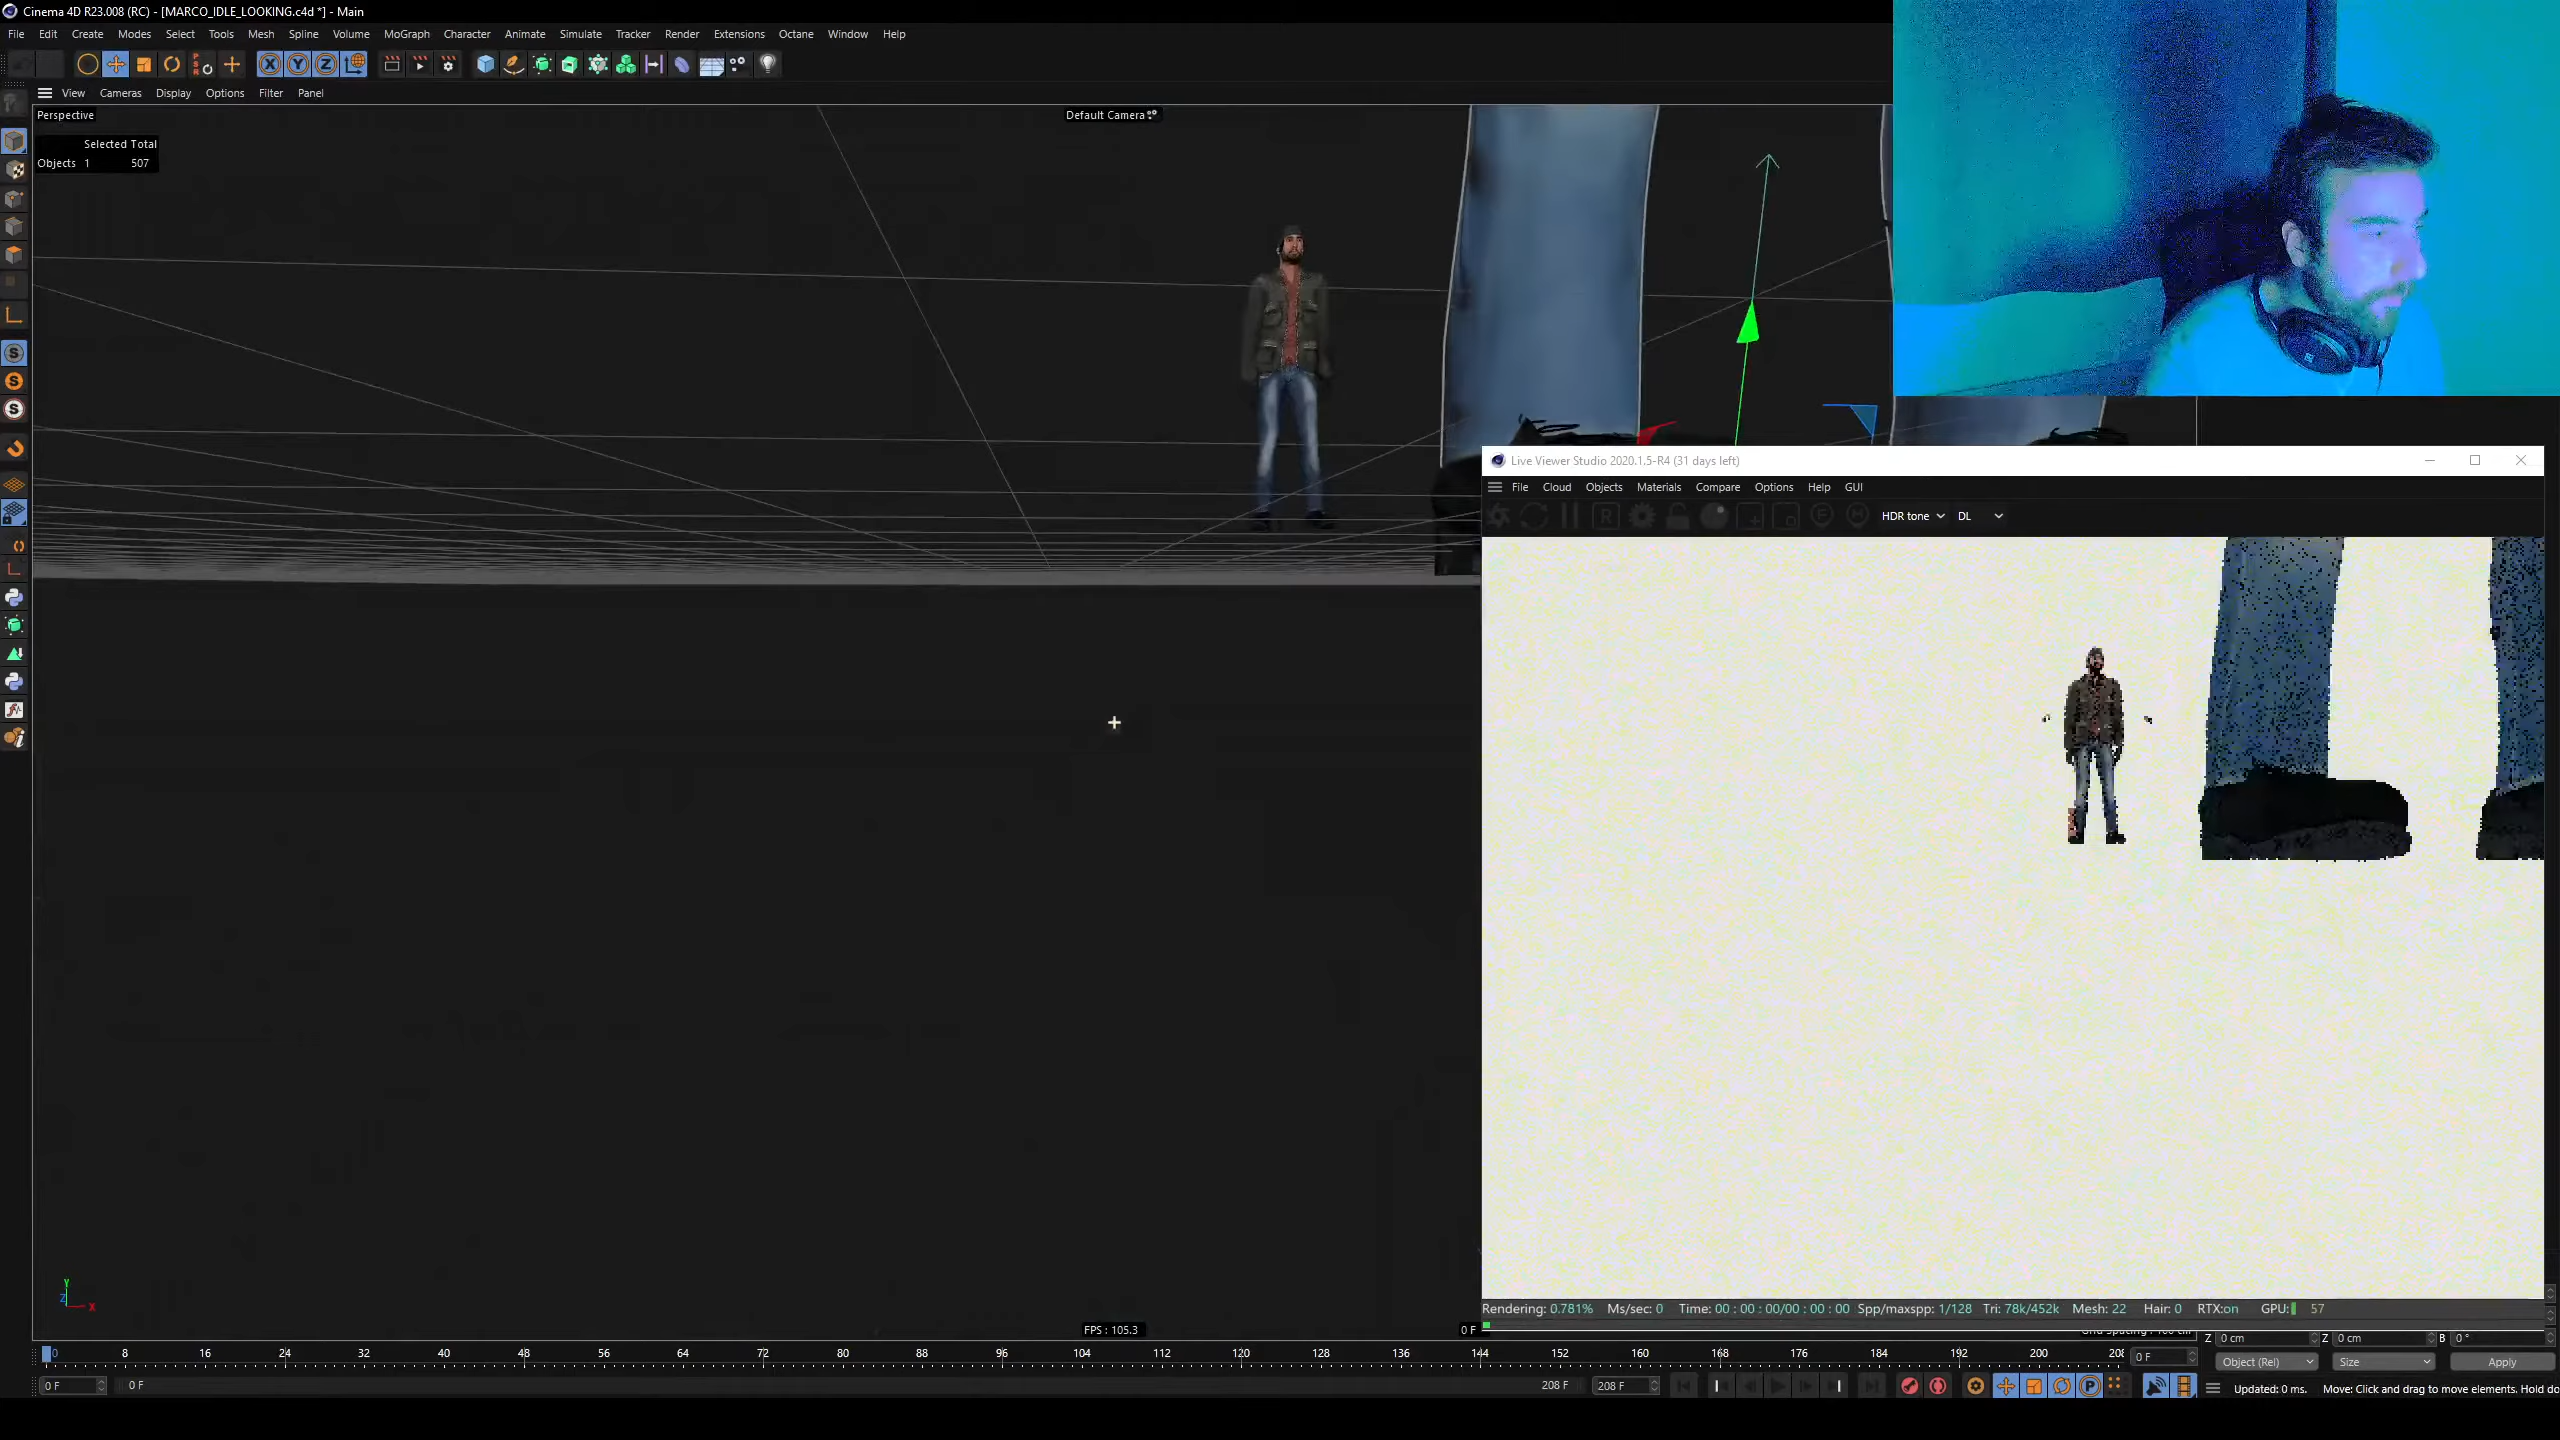 Cinema 4D R23.008 (RC) - [MARCO_IDLE_LOOKING.c4d *] - Main
File Edit Create Modes Select Tools Mesh Spline Volume MoGraph Character Animate Simulate Tracker Render Extensions Octane Window Help
View Cameras Display Options Filter Panel
Perspective
Default Camera
Selected Total
Objects 1 507
Live Viewer Studio 2020.1.5-R4 (31 days left)
File Cloud Objects Materials Compare Options Help GUI
HDR tone DL
Y
Z X
Rendering: 0.781% Ms/sec: 0 Time: 00 : 00 : 00/00 : 00 : 00 Spp/maxspp: 1/128 Tri: 78k/452k Mesh: 22 Hair: 0 RTX:on GPU: 57
FPS : 105.3
0 F
Z 0 cm Z 0 cm B 0 °
0 8 16 24 32 40 48 56 64 72 80 88 96 104 112 120 128 136 144 152 160 168 176 184 192 200 208
0 F
Object (Rel) Size Apply
0 F 0 F 208 F 208 F
Updated: 0 ms. Move: Click and drag to move elements. Hold do